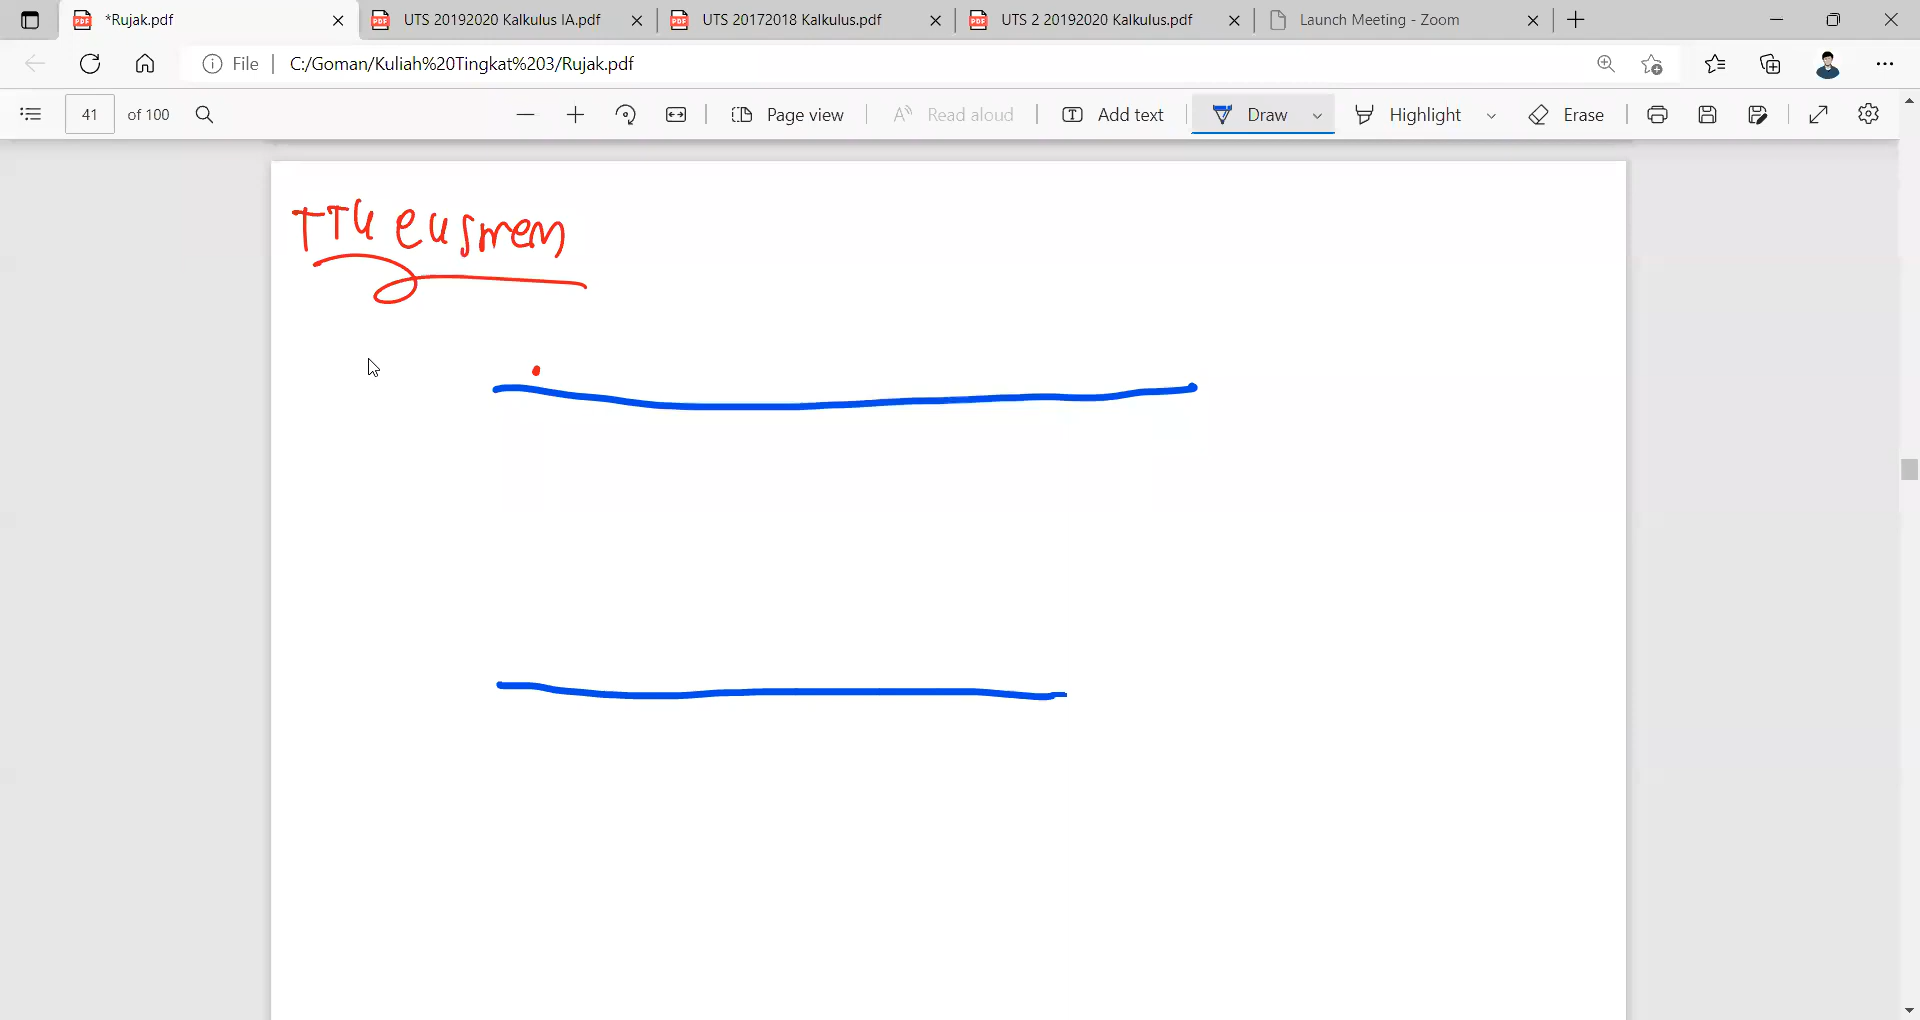 *Rujak.pdf
UTS 20192020 Kalkulus IA.pdf
UTS 20172018 Kalkulus.pdf
UTS 2 20192020 Kalkulus.pdf
Launch Meeting - Zoom
File
C:/Goman/Kuliah%20Tingkat%203/Rujak.pdf
41 of 100
Page view
Read aloud
Add text
Draw
Highlight
Erase
TTU